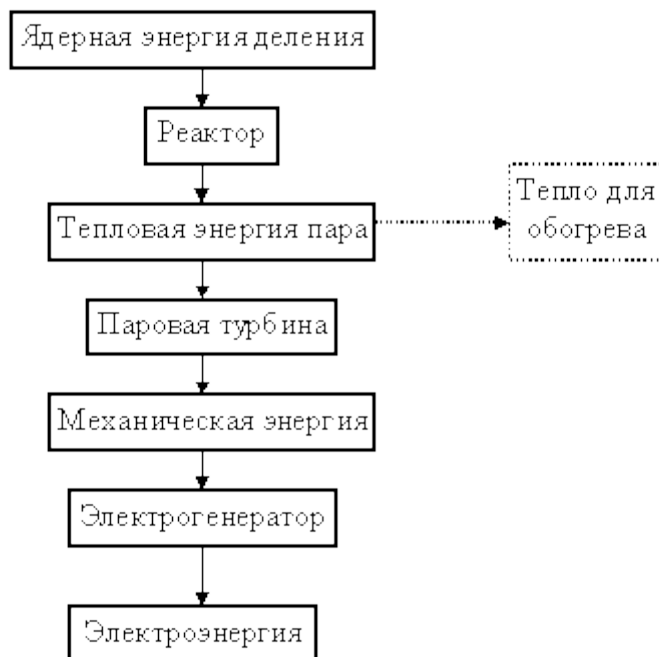 Ядерная энергия деления
Реактор
Тепловая энергия пара
Тепло для
обогрева
Паровая турбина
Механическая энергия
Электрогенератор
Электроэнергия